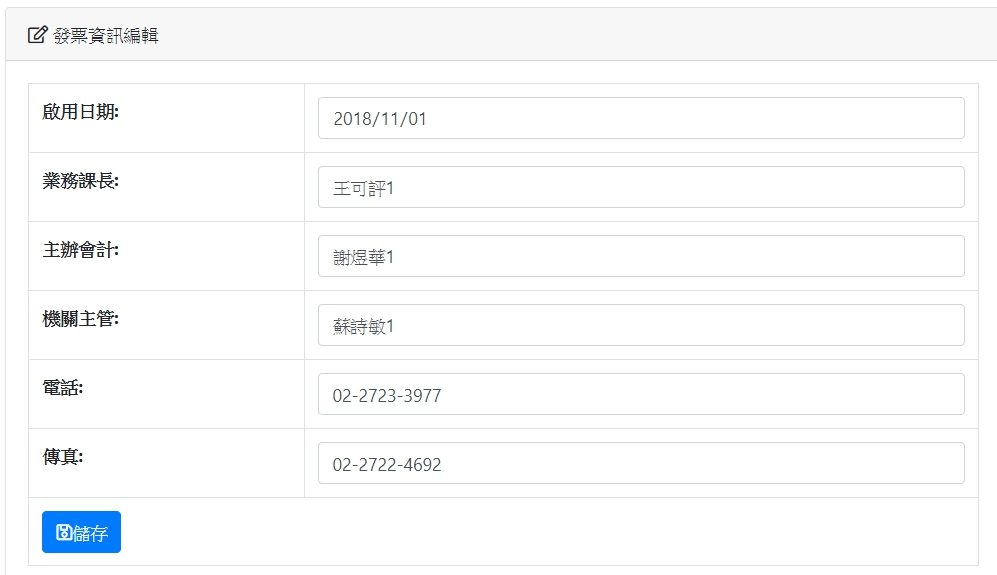 發票資訊編輯
啟用日期:
2018/11/01
業務課長:
王可評1
主辦會計:
謝煜華1
機關主管:
蘇詩敏1
電話:
02-2723-3977
傳真:
02-2722-4692
儲存